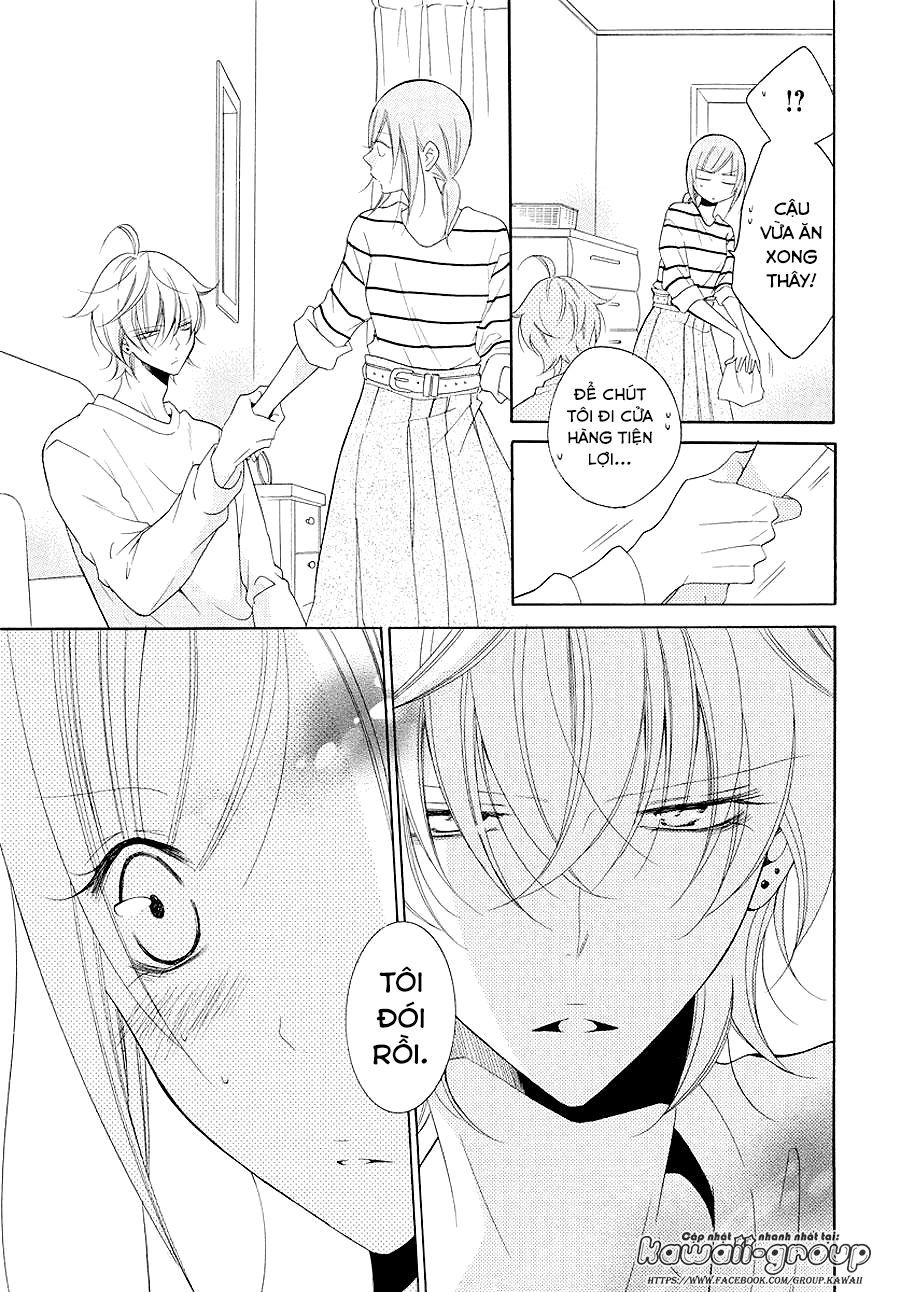 !?
CẬU
VỪA ĂN
XONG
THÂY!
ĐỂ CHÚT
TÔI ĐI CỬA
HÀNG TIỆN
LỢI...
TÔI
ĐÓI
RỒI.
Cập nhật nhanh nhất tại:
kawaii-group
HTTPS://WWW.FACEBOOK.COM/GROUP.KAWAII